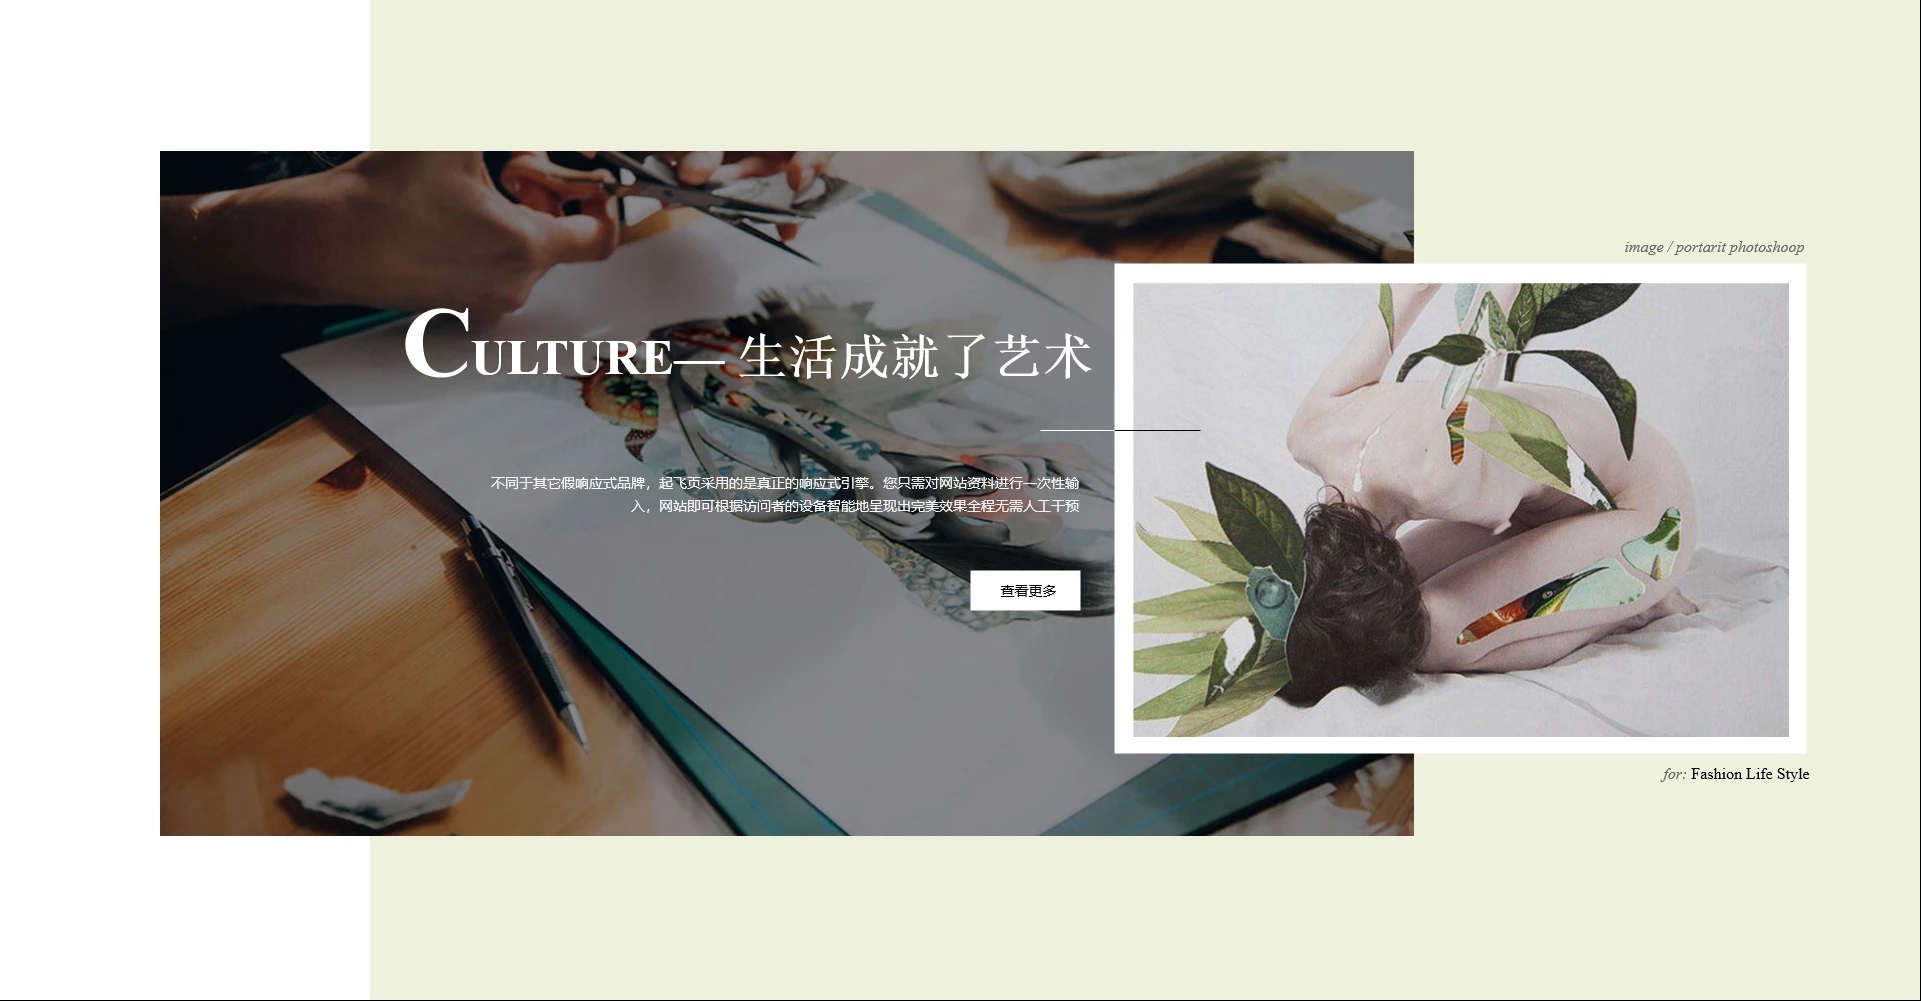 image / portarit photoshoop
CULTURE— 生活成就了艺术
不同于其它假响应式品牌，起飞页采用的是真正的响应式引擎。您只需对网站资料进行一次性输
入，网站即可根据访问者的设备智能地呈现出完美效果全程无需人工干预
查看更多
for: Fashion Life Style